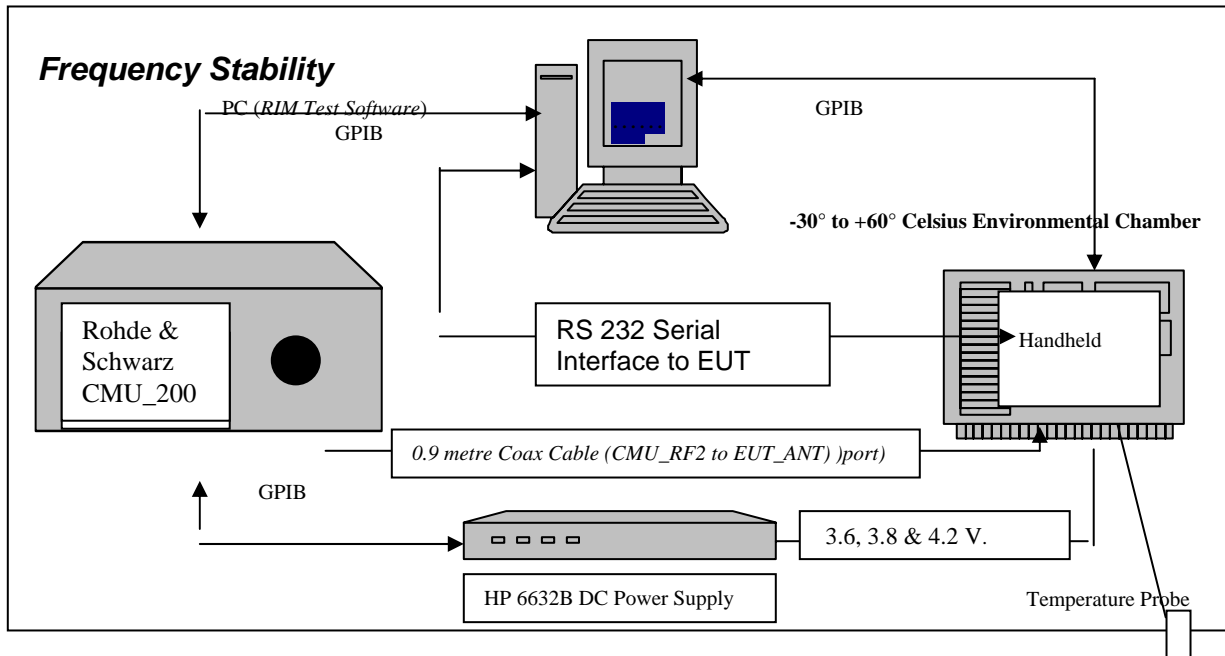 Frequency Stability
PC (RIM Test Software)
GPIB
GPIB
-30° to +60° Celsius Environmental Chamber
Rohde &
Schwarz
CMU_200
RS 232 Serial
Interface to EUT
Handheld
0.9 metre Coax Cable (CMU_RF2 to EUT_ANT) )port)
GPIB
3.6, 3.8 & 4.2 V.
HP 6632B DC Power Supply
Temperature Probe